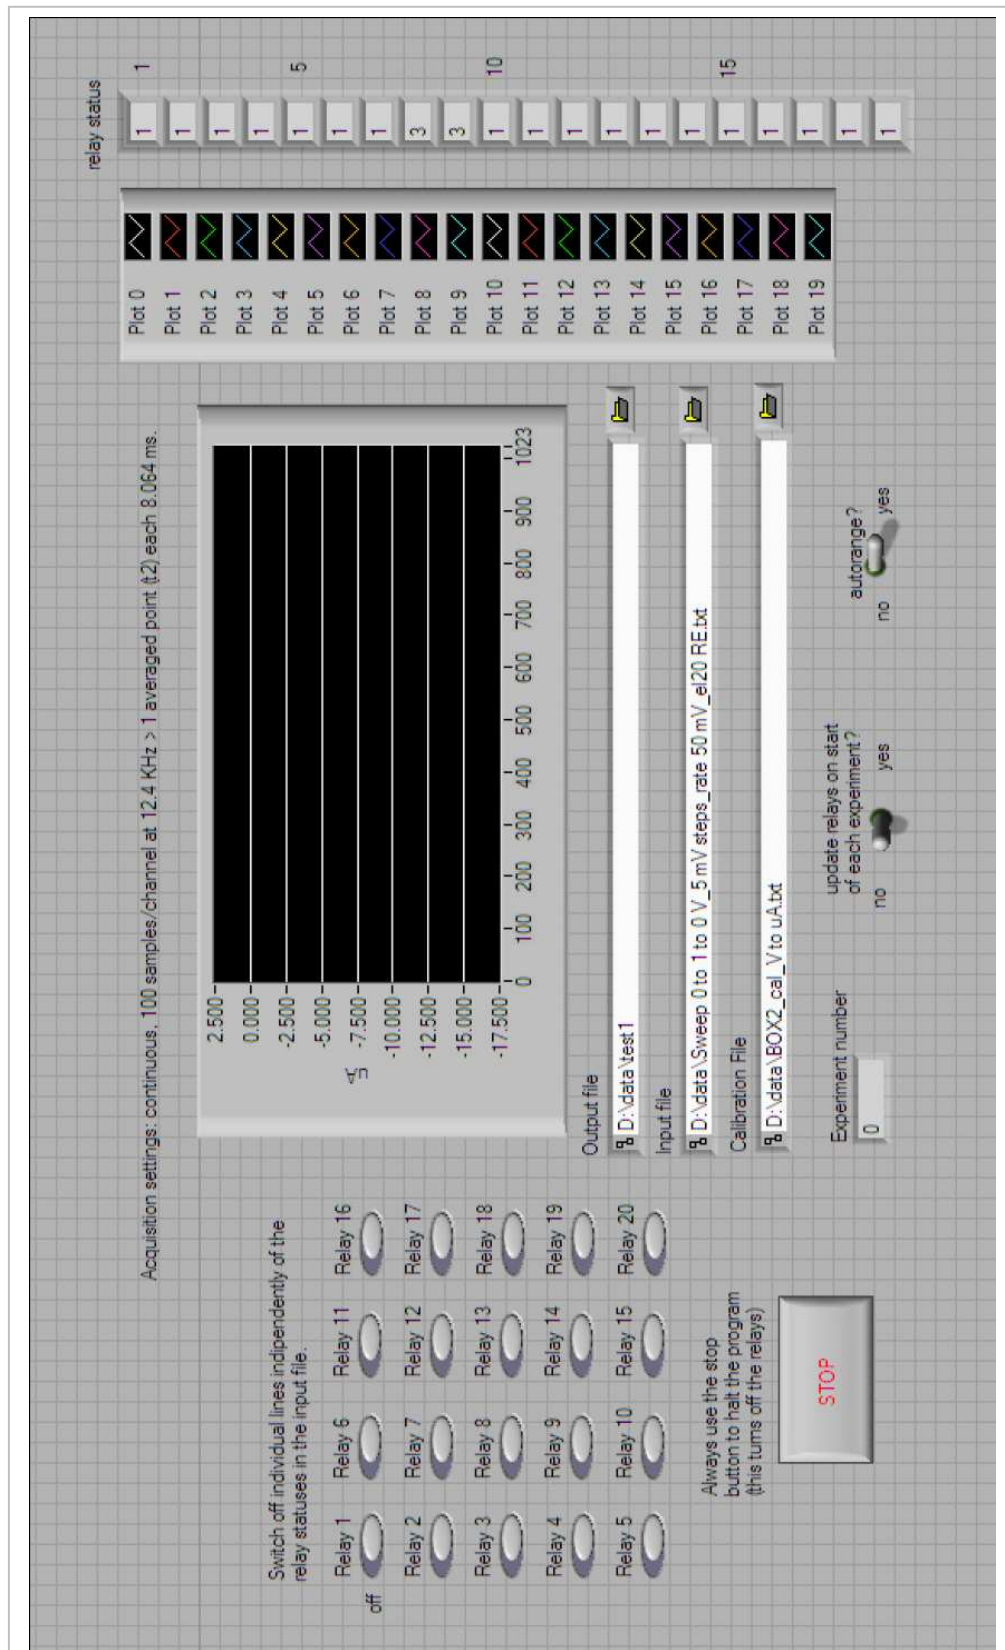 Acquisition settings: continuous, 100 samples/channel at 12.4 KHz > 1 averaged point (t2) each 8.064 ms.
Switch off individual lines indipendently of the
relay statuses in the input file.
Relay 1 Relay 6 Relay 11 Relay 16
off
Relay 2 Relay 7 Relay 12 Relay 17
Relay 3 Relay 8 Relay 13 Relay 18
Relay 4 Relay 9 Relay 14 Relay 19
Relay 5 Relay 10 Relay 15 Relay 20
Always use the stop
button to halt the program
(this turns off the relays)
STOP
2.500
0.000
-2.500
-5.000
-7.500
-10.000
-12.500
-15.000
-17.500
uA
0 100 200 300 400 500 600 700 800 900 1023
Output file
D:\data\test1
Input file
D:\data\Sweep 0 to 1 to 0 V_5 mV steps_rate 50 mV_el20 RE.txt
Calibration File
D:\data\BOX2_cal_V to uA.txt
Experiment number
0
update relays on start
of each experiment?
no yes
autorange?
no yes
Plot 0
Plot 1
Plot 2
Plot 3
Plot 4
Plot 5
Plot 6
Plot 7
Plot 8
Plot 9
Plot 10
Plot 11
Plot 12
Plot 13
Plot 14
Plot 15
Plot 16
Plot 17
Plot 18
Plot 19
relay status
1 1
1
1
1
1 5
1
1
3
3
1 10
1
1
1
1
1
1 15
1
1
1
1